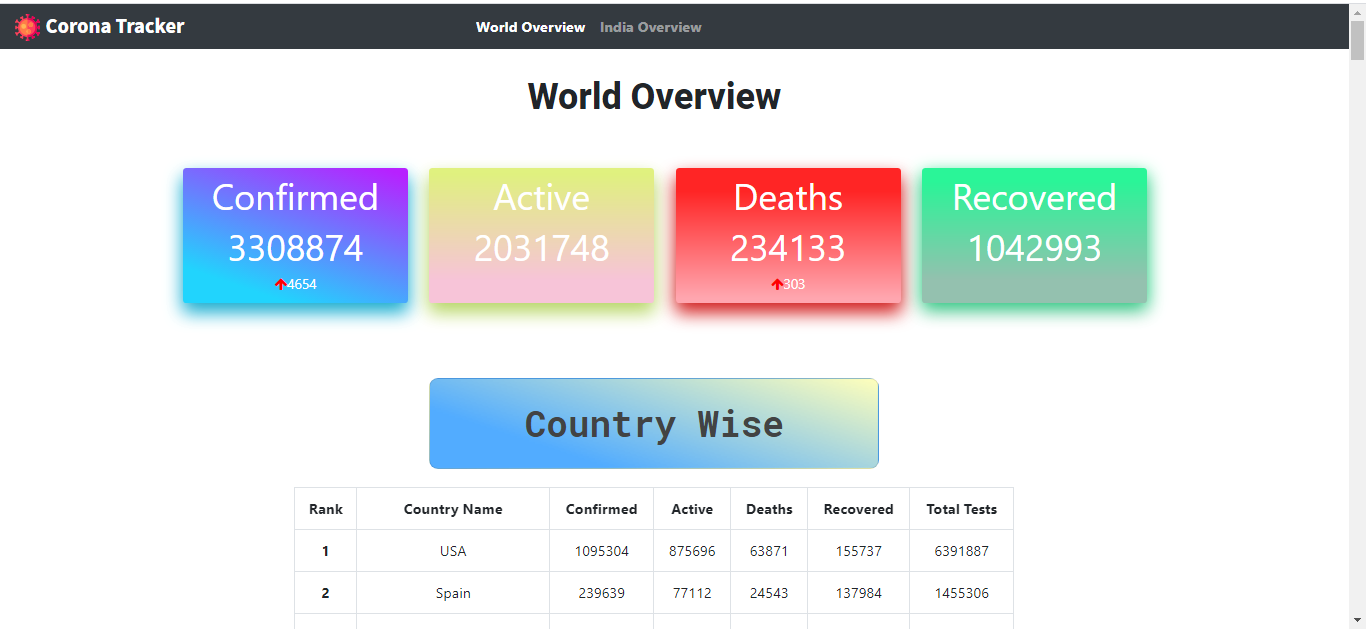 Corona Tracker World Overview India Overview
World Overview
Confirmed Active Deaths Recovered
3308874 2031748 234133 1042993
4654 303
Country Wise
Rank Country Name Confirmed Active Deaths Recovered Total Tests
1 USA 1095304 875696 63871 155737 6391887
2 Spain 239639 77112 24543 137984 1455306